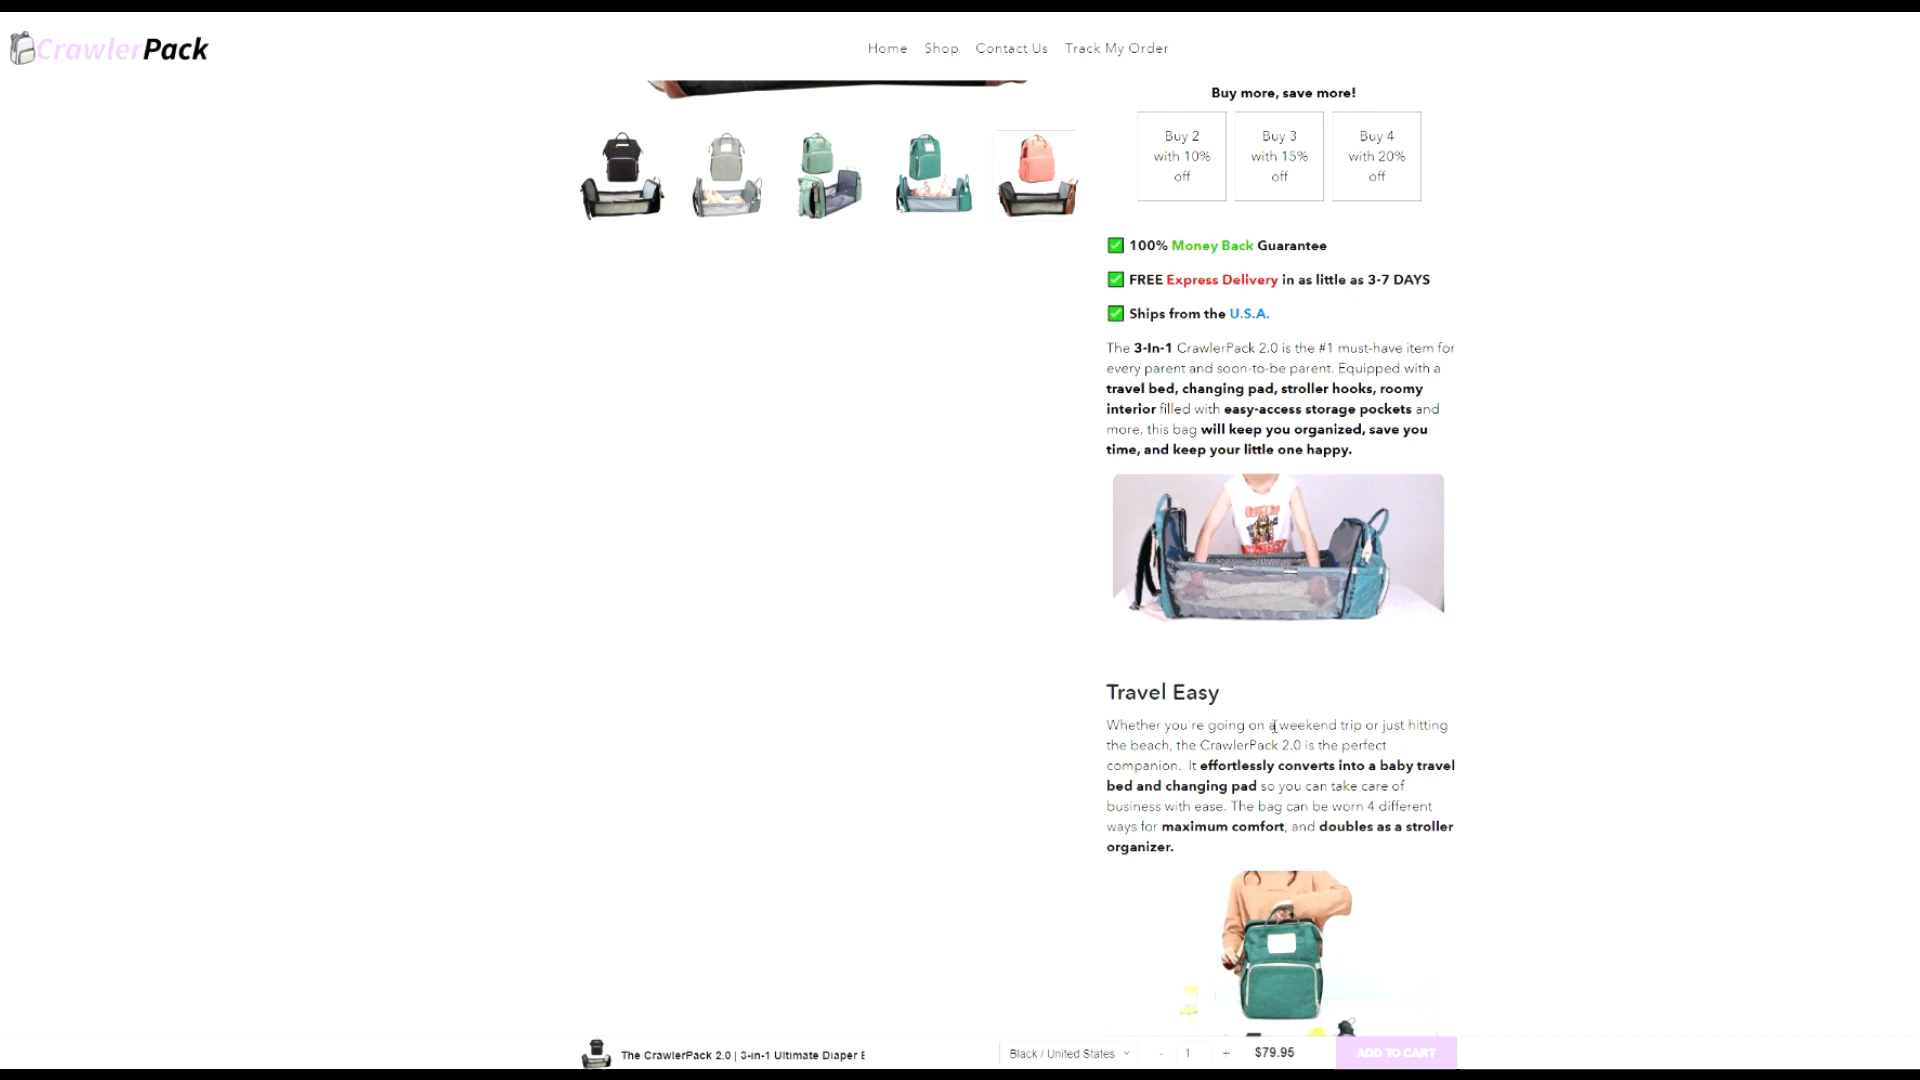 CrawlerPack
Home Shop Contact Us Track My Order
Buy more, save more!
Buy 2
with 10%
off
Buy 3
with 15%
off
Buy 4
with 20%
off
100% Money Back Guarantee
FREE Express Delivery in as little as 3-7 DAYS
Ships from the U.S.A.
The 3-In-1 CrawlerPack 2.0 is the #1 must-have item for
every parent and soon-to-be parent. Equipped with a
travel bed, changing pad, stroller hooks, roomy
interior filled with easy-access storage pockets and
more, this bag will keep you organized, save you
time, and keep your little one happy.
Travel Easy
Whether you're going on a weekend trip or just hitting
the beach, the CrawlerPack 2.0 is the perfect
companion. It effortlessly converts into a baby travel
bed and changing pad so you can take care of
business with ease. The bag can be worn 4 different
ways for maximum comfort, and doubles as a stroller
organizer.
The CrawlerPack 2.0 | 3-in-1 Ultimate Diaper
Black / United States - 1 + $79.95 ADD TO CART